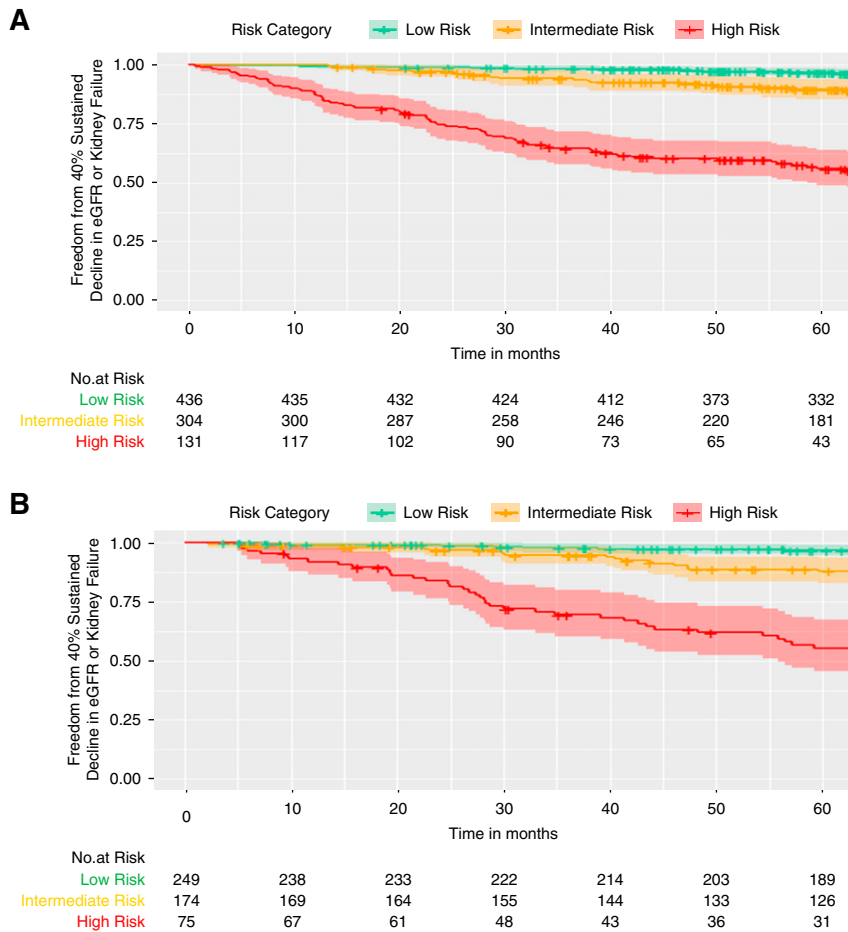 A
Risk Category Low Risk Intermediate Risk High Risk
Freedom from 40% Sustained
Decline in eGFR or Kidney Failure
1.00
0.75
0.50
0.25
0.00
0 10 20 30 40 50 60
Time in months
No.at Risk
Low Risk 436 435 432 424 412 373 332
Intermediate Risk 304 300 287 258 246 220 181
High Risk 131 117 102 90 73 65 43
B
Risk Category Low Risk Intermediate Risk High Risk
Freedom from 40% Sustained
Decline in eGFR or Kidney Failure
1.00
0.75
0.50
0.25
0.00
0 10 20 30 40 50 60
Time in months
No.at Risk
Low Risk 249 238 233 222 214 203 189
Intermediate Risk 174 169 164 155 144 133 126
High Risk 75 67 61 48 43 36 31